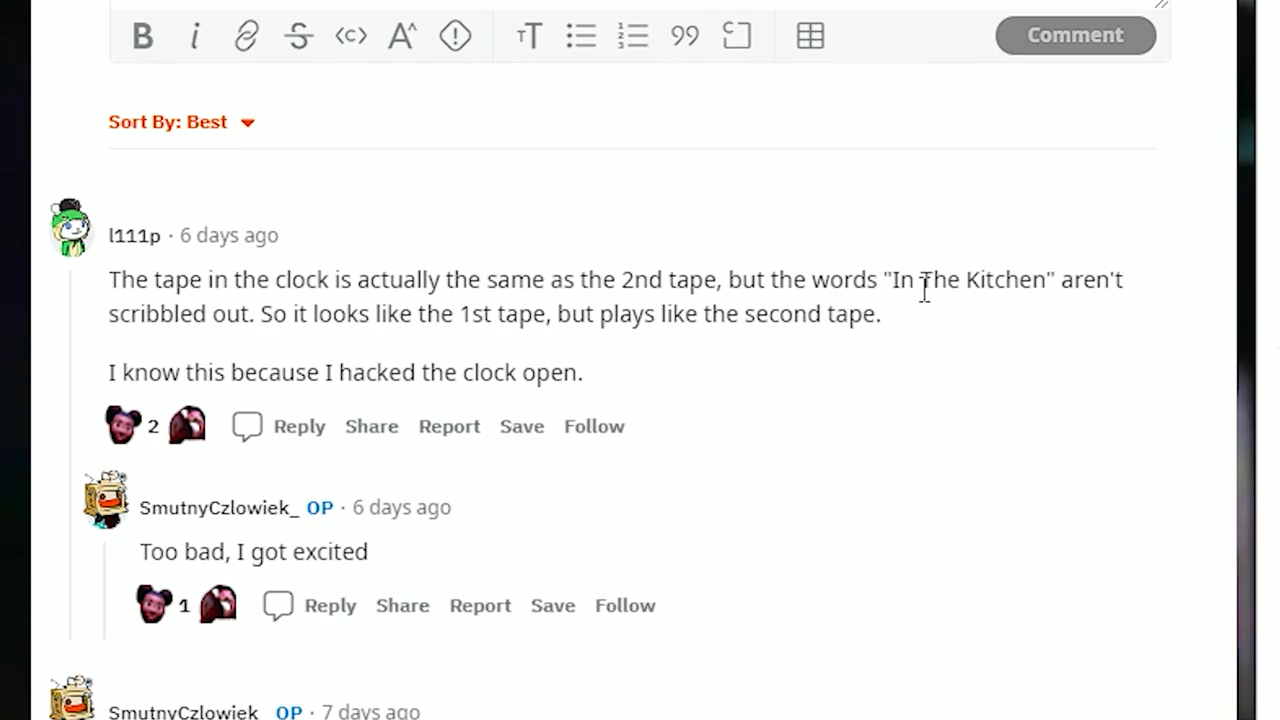 B i S <c> A^ тT 99 C
Comment
Sort By: Best
l111p · 6 days ago
The tape in the clock is actually the same as the 2nd tape, but the words "In The Kitchen" aren't
scribbled out. So it looks like the 1st tape, but plays like the second tape.
I know this because I hacked the clock open.
2 Reply Share Report Save Follow
SmutnyCzlowiek_ OP · 6 days ago
Too bad, I got excited
1 Reply Share Report Save Follow
SmutnyCzlowiek_ OP · 7 days ago